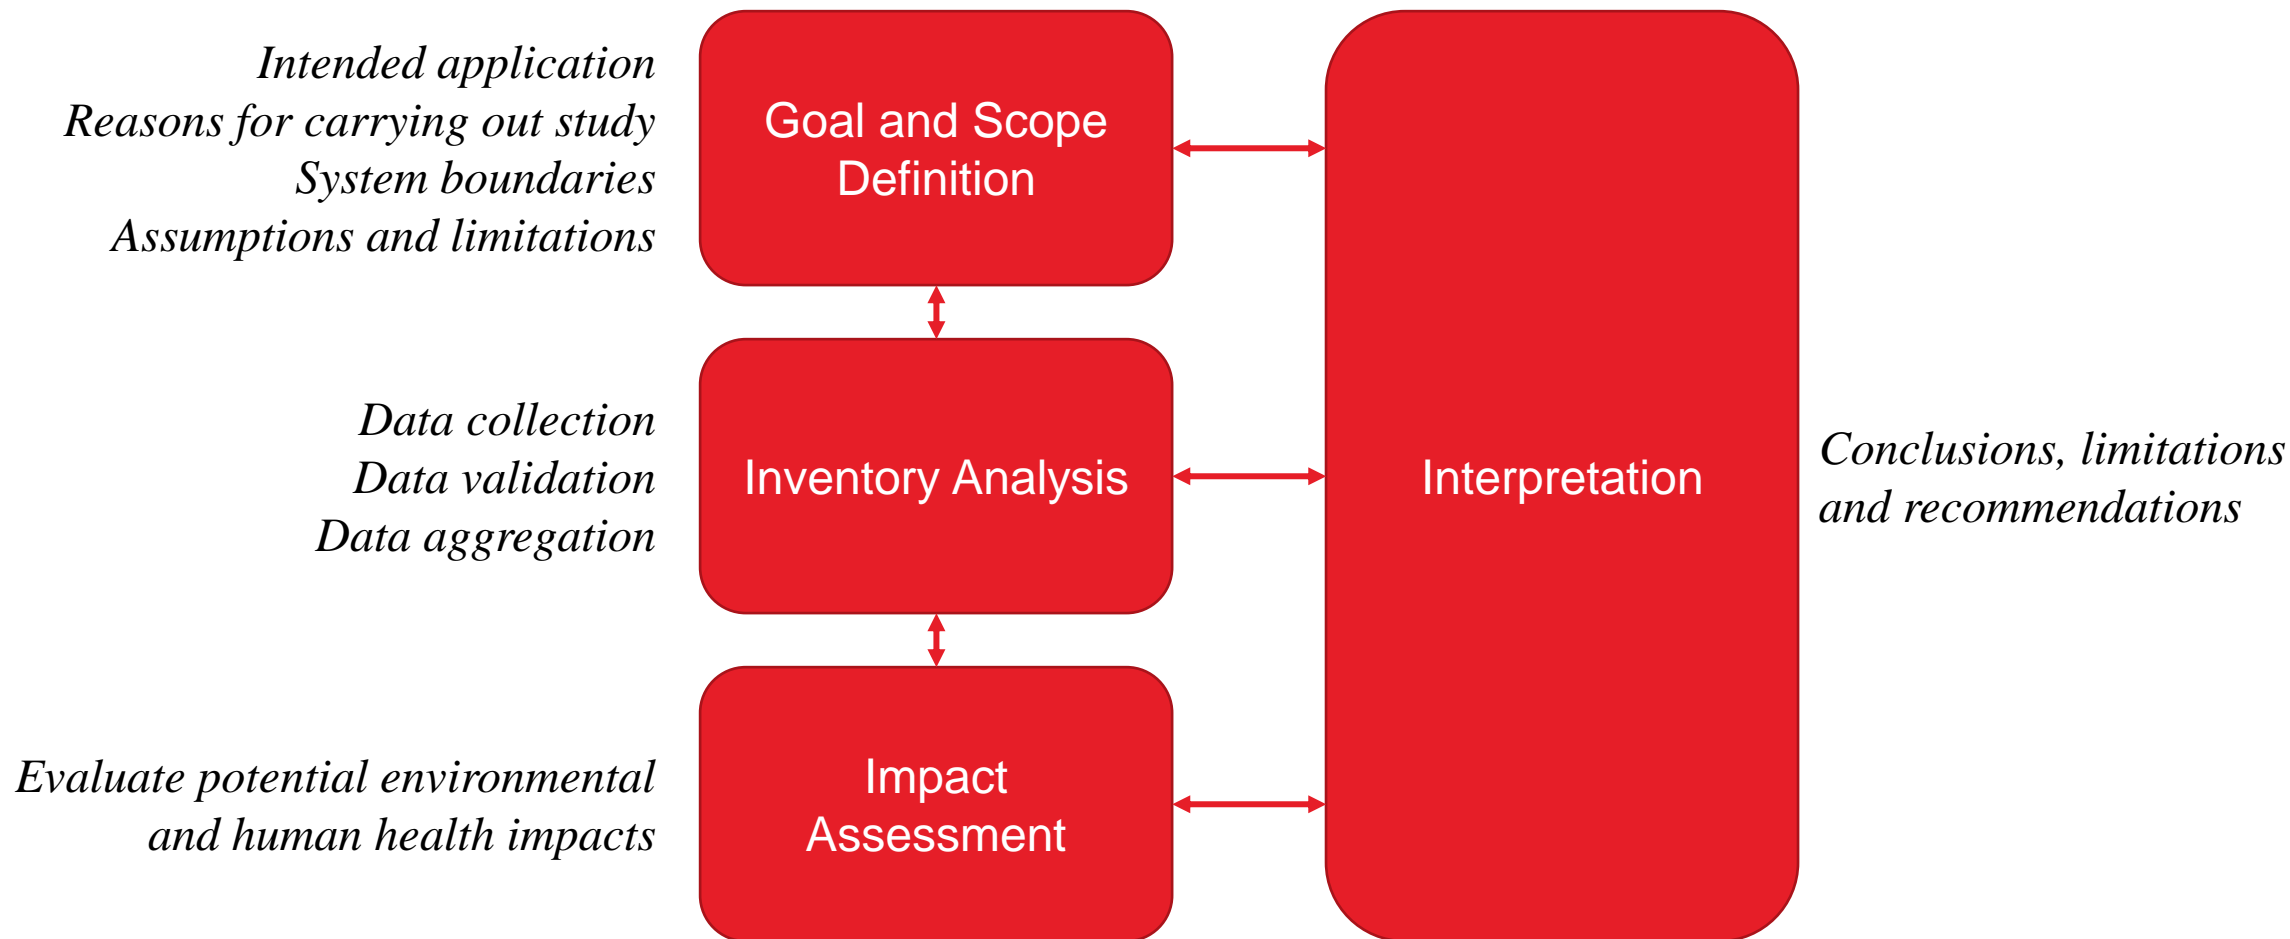 Intended application
Reasons for carrying out study
System boundaries
Assumptions and limitations
Goal and Scope
Definition
Data collection
Data validation
Data aggregation
Inventory Analysis
Interpretation
Conclusions, limitations
and recommendations
Evaluate potential environmental
and human health impacts
Impact
Assessment